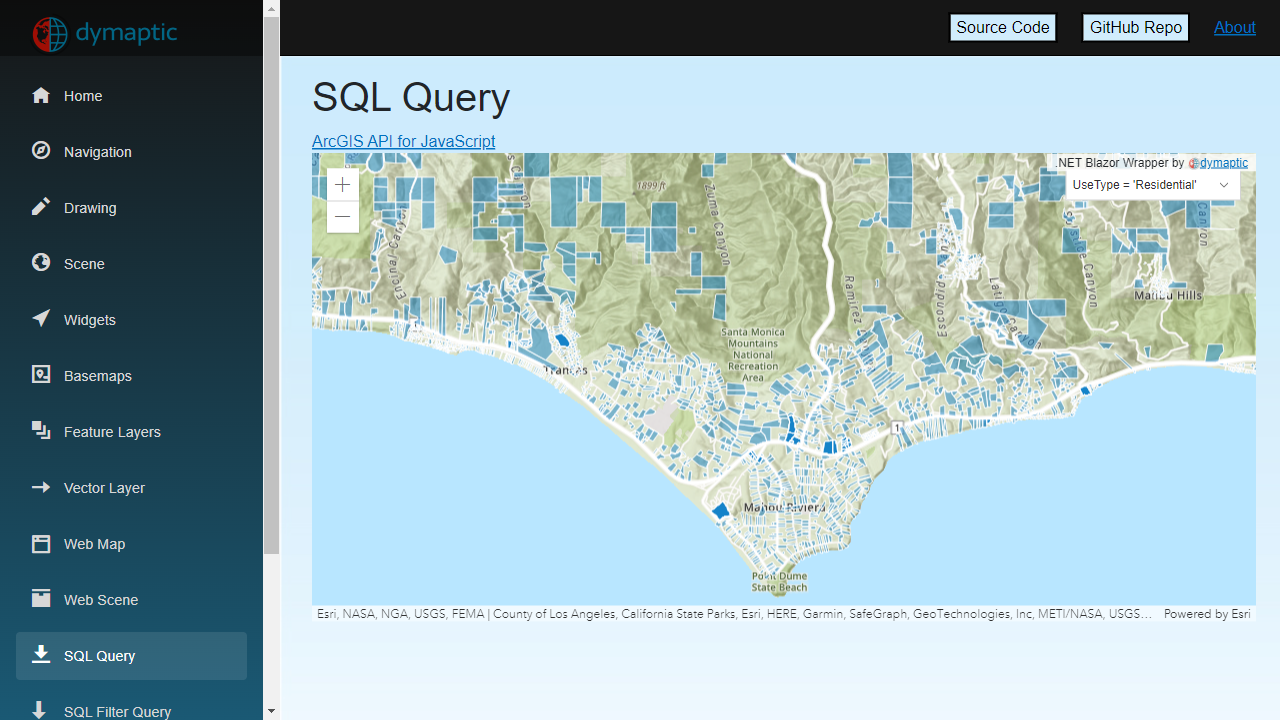 dymaptic
Home
Navigation
Drawing
Scene
Widgets
Basemaps
Feature Layers
Vector Layer
Web Map
Web Scene
SQL Query
SQL Filter Query
Source Code
GitHub Repo
About
SQL Query
ArcGIS API for JavaScript
.NET Blazor Wrapper by dymaptic
UseType = 'Residential'
1899 ft
Zuma Canyon
Encinal Canyon
Ramirez
Escondido
Latigo Canyon
Canyon
Canyon
Malibu Hills
Santa Monica
Mountains
National
Recreation
Area
Trancas
1
Malibu Riviera
Point Dume
State Beach
Esri, NASA, NGA, USGS, FEMA | County of Los Angeles, California State Parks, Esri, HERE, Garmin, SafeGraph, GeoTechnologies, Inc, METI/NASA, USGS...
Powered by Esri